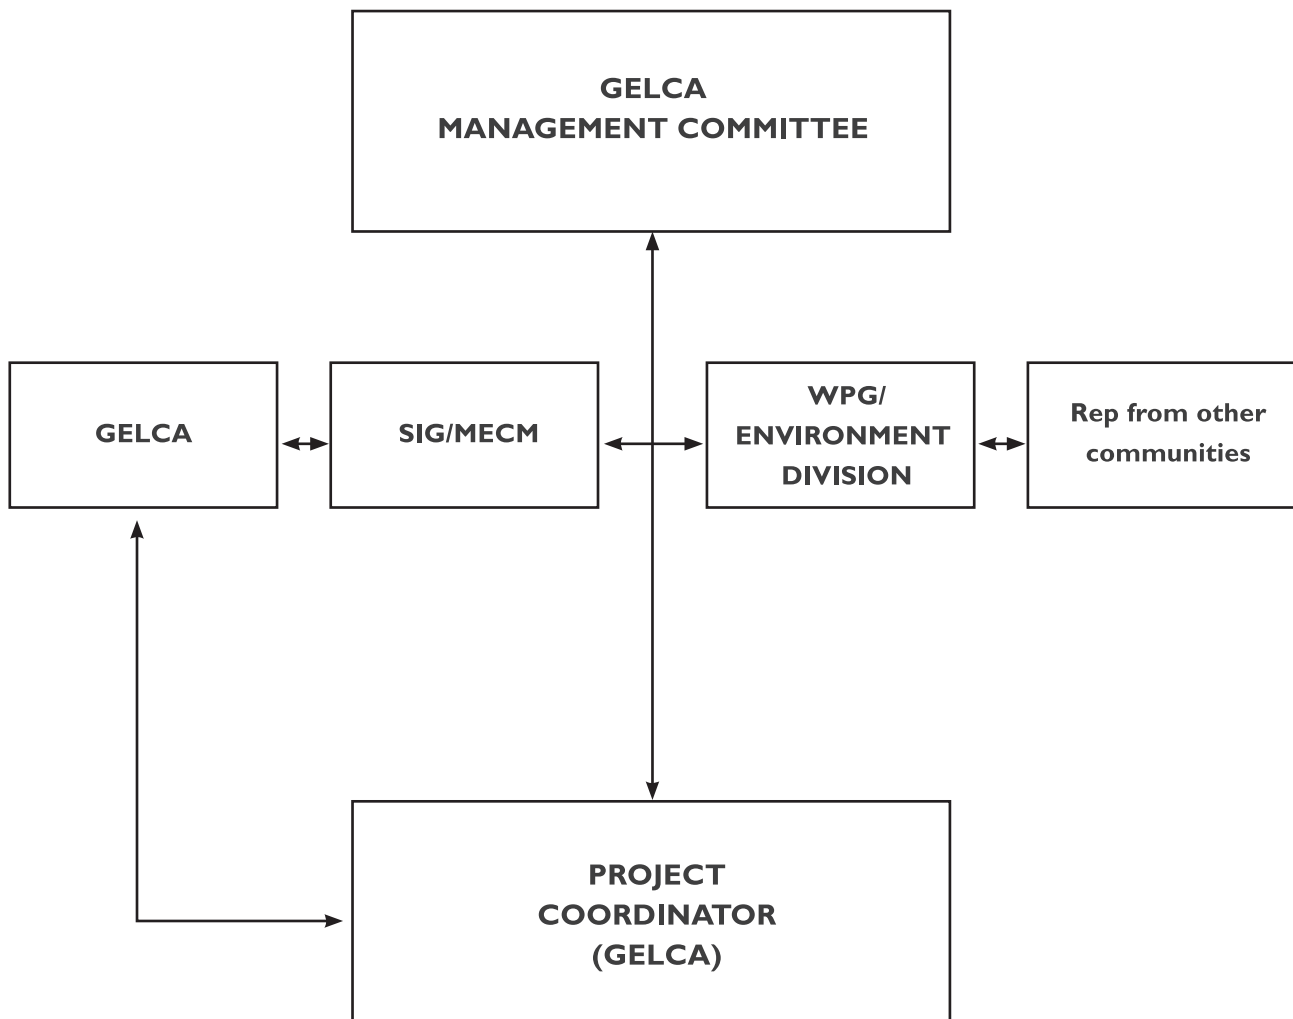 GELCA
MANAGEMENT COMMITTEE
GELCA
SIG/MECM
WPG/
ENVIRONMENT
DIVISION
Rep from other
communities
PROJECT
COORDINATOR
(GELCA)